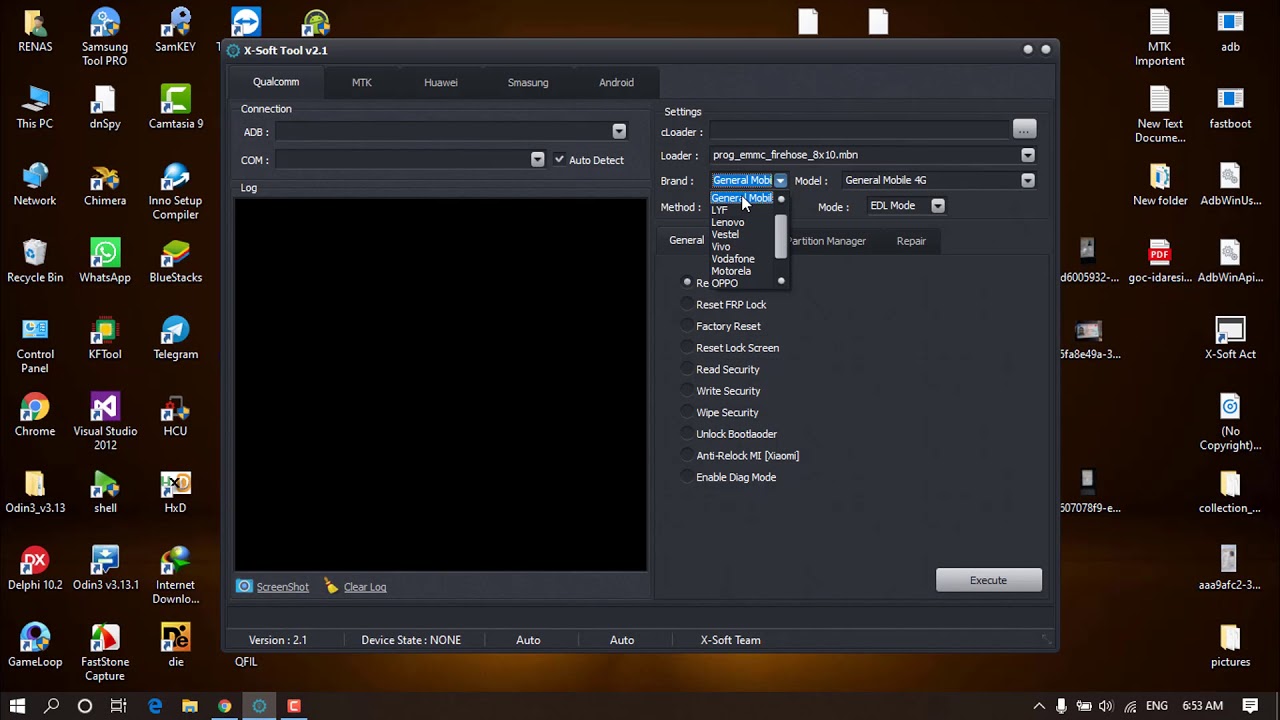 RENAS
Samsung
Tool PRO
SamKEY
This PC
dnSpy
Camtasia 9
Network
Chimera
Inno Setup
Compiler
Recycle Bin
WhatsApp
BlueStacks
Control
Panel
KFTool
Telegram
Chrome
Visual Studio
2012
HCU
Odin3_v3.13
shell
HxD
Delphi 10.2
Odin3 v3.13.1
Internet
Downlo...
GameLoop
FastStone
Capture
die
QFIL
X-Soft Tool v2.1
Qualcomm
MTK
Huawei
Smasung
Android
Connection
ADB :
COM :
Auto Detect
Log
ScreenShot
Clear Log
Settings
cLoader :
...
Loader :
prog_emmc_firehose_8x10.mbn
Brand :
General Mobi
Model :
General Mobile 4G
General Mobil
LYF
Lenovo
Vestel
Vivo
Vodafone
Motorela
OPPO
Method :
Mode :
EDL Mode
General
artition Manager
Repair
Re
Reset FRP Lock
Factory Reset
Reset Lock Screen
Read Security
Write Security
Wipe Security
Unlock Bootloader
Anti-Relock MI [Xiaomi]
Enable Diag Mode
Execute
Version : 2.1
Device State : NONE
Auto
Auto
X-Soft Team
MTK
Importent
adb
New Text
Docume...
fastboot
New folder
AdbWinUs...
PDF
d6005932-...
goc-idaresi...
AdbWinApi...
5fa8e49a-3...
X-Soft Act
(No
Copyright)...
607078f9-e...
collection_...
aaa9afc2-3...
pictures
ENG
6:53 AM